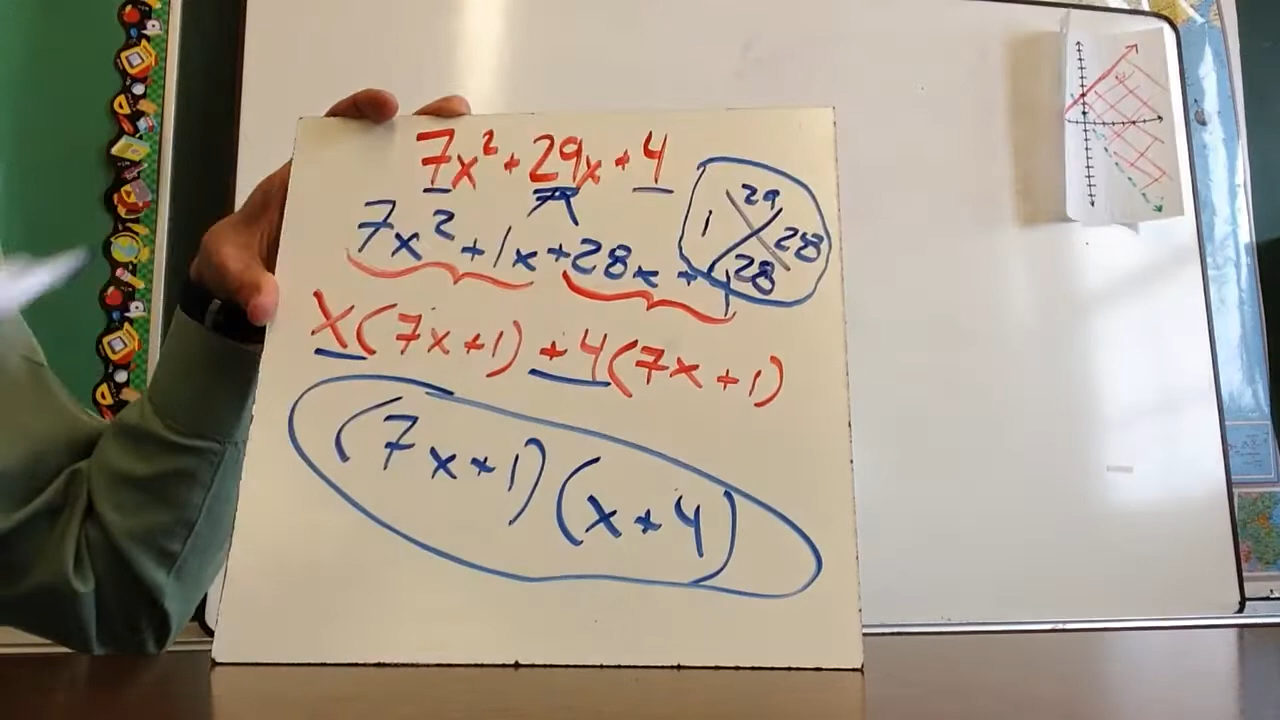 7x² + 29x + 4
7x² + 1x + 28x + 4
29
1 28
28
x(7x+1) + 4(7x+1)
(7x+1)(x+4)